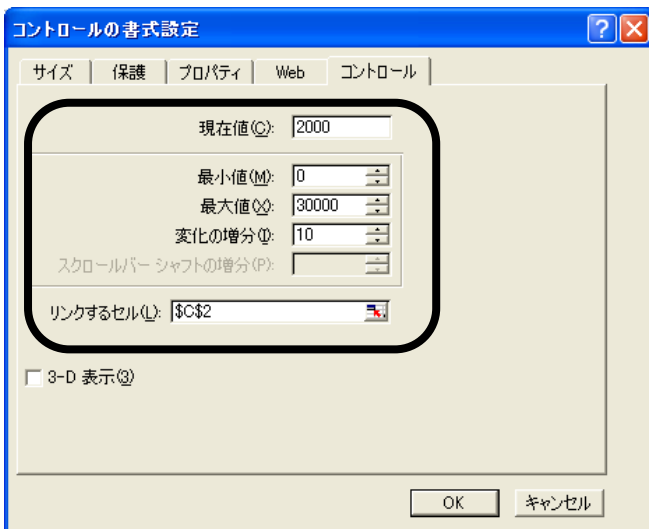 コントロールの書式設定
サイズ 保護 プロパティ Web コントロール
現在値(C): 2000
最小値(M): 0
最大値(X): 30000
変化の増分(I): 10
スクロールバー シャフトの増分(P):
リンクするセル(L): $C$2
3-D 表示(3)
OK キャンセル